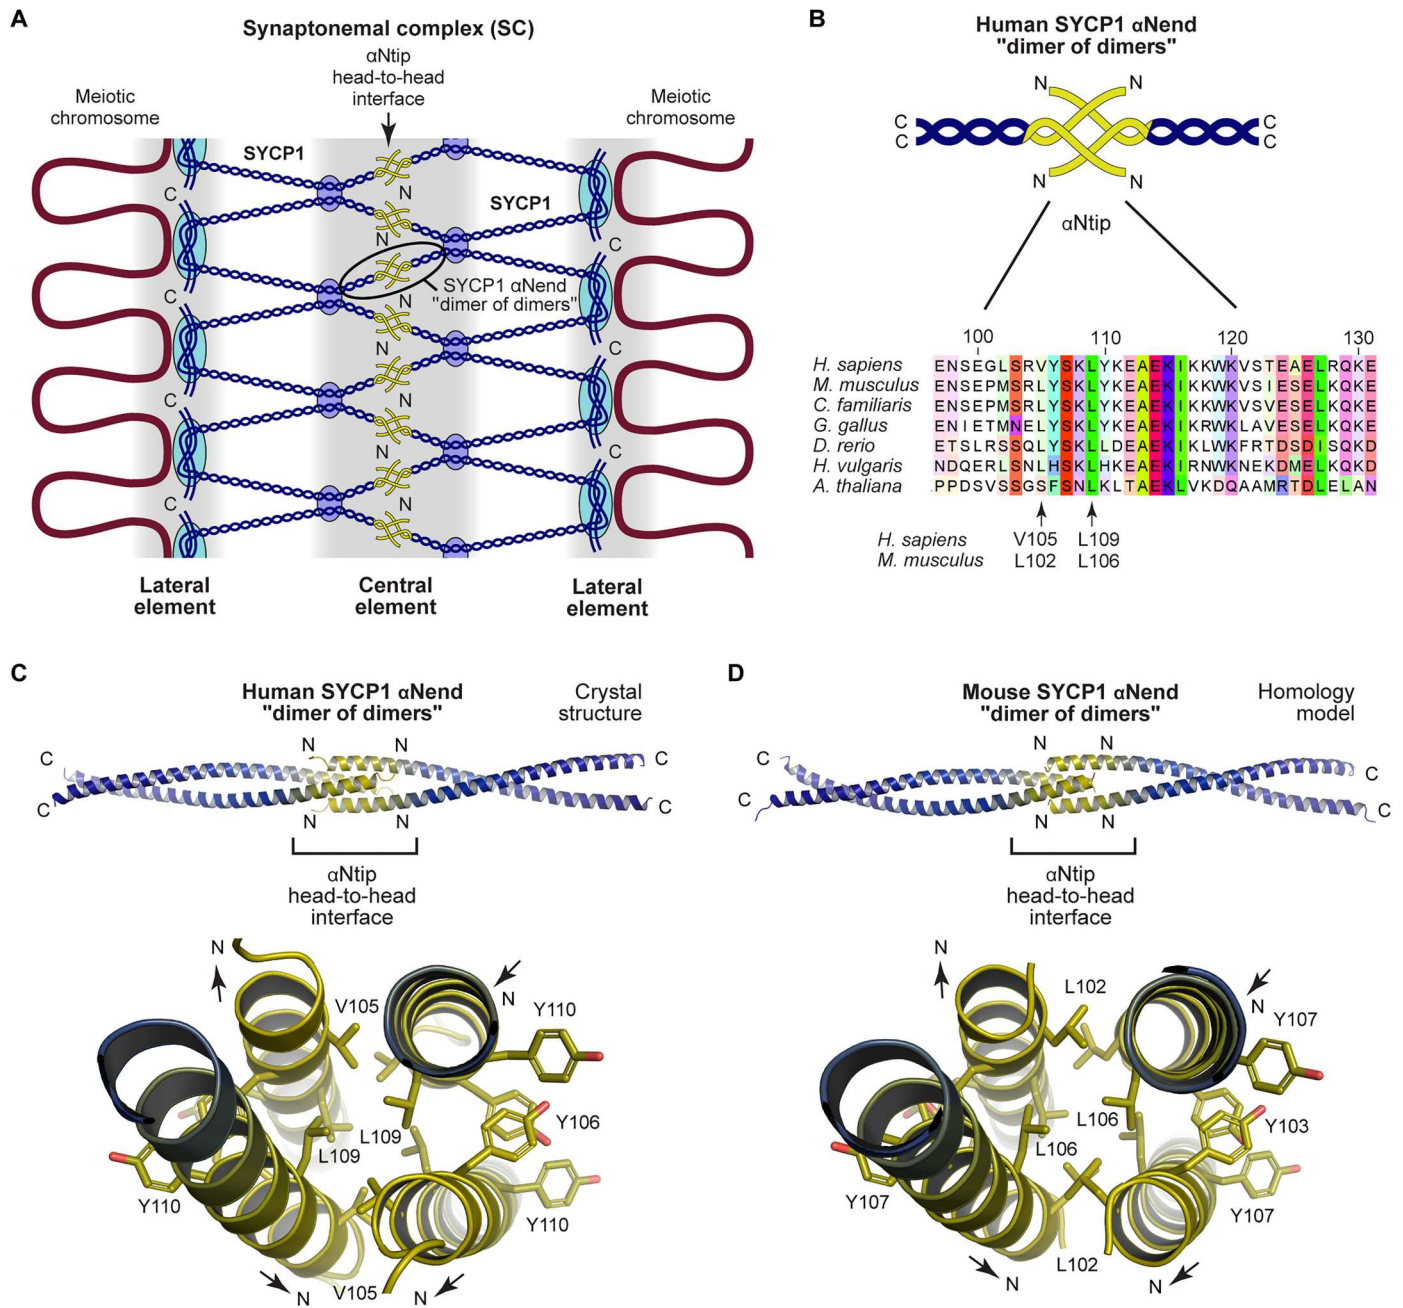 A
Synaptonemal complex (SC)
αNtip
head-to-head
interface
Meiotic
chromosome
Meiotic
chromosome
SYCP1
C
N
SYCP1
N
C
C
SYCP1 αNend
"dimer of dimers"
N
C
N
C
N
C
N
C
N
C
Lateral
element
Central
element
Lateral
element
B
Human SYCP1 αNend
"dimer of dimers"
N
N
C
C
C
C
N
N
αNtip
100
110
120
130
H. sapiens ENSEGLSRVYSKLYKEAEKIKKWKVSTEAELRQKE
M. musculus ENSEPMSRLYSKLYKEAEKIKKWKVSIESELKQKE
C. familiaris ENSEPMSRLYSKLYKEAEKIKKWKVSVESELKQKE
G. gallus ENIETMNELYSKLYKEAEKIKRWKLAVESELKQKE
D. rerio ETSLRSSQLYSKLLDEAEKIKLWKFRTDSDISQKD
H. vulgaris NDQERLSNLHSKLHKEAEKIRNWKNEKDMELKQKD
A. thaliana .PPDSVSSGSFSNLKLTAEKLVKDQAAMRTDLELAN
H. sapiens V105 L109
M. musculus L102 L106
C
Human SYCP1 αNend
"dimer of dimers"
Crystal
structure
N
N
C
C
C
C
N
N
αNtip
head-to-head
interface
N
V105
N
Y110
Y106
L109
L109
Y110
Y110
N
V105
N
D
Mouse SYCP1 αNend
"dimer of dimers"
Homology
model
N
N
C
C
C
C
N
N
αNtip
head-to-head
interface
N
L102
N
Y107
L106
Y103
L106
Y107
Y107
L102
N
N